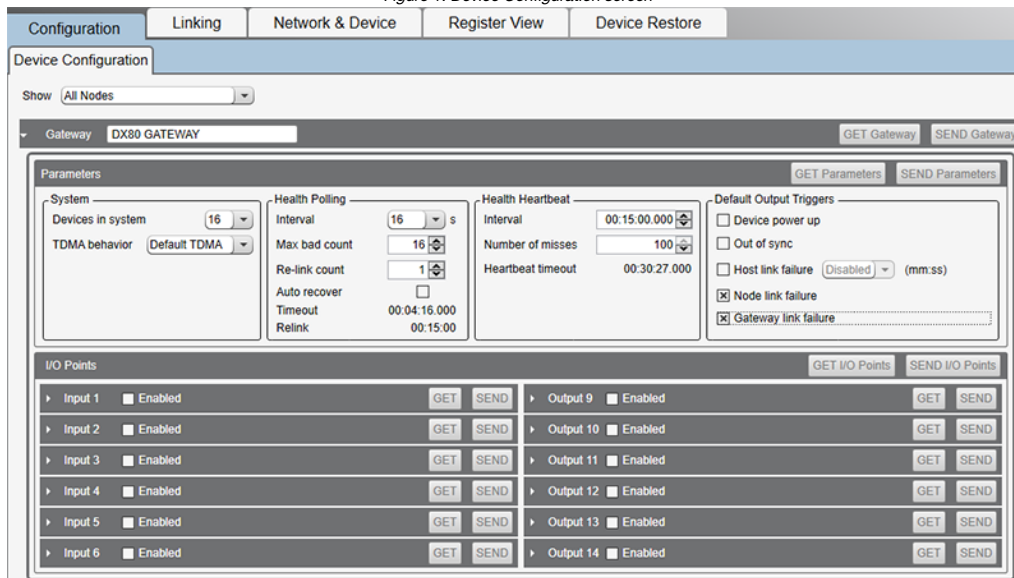 Figure 1. Device Configuration screen
Configuration Linking Network & Device Register View Device Restore
Device Configuration
Show All Nodes
Gateway DX80 GATEWAY GET Gateway SEND Gateway
Parameters GET Parameters SEND Parameters
System
Devices in system 16
TDMA behavior Default TDMA
Health Polling
Interval 16 s
Max bad count 16
Re-link count 1
Auto recover
Timeout 00:04:16.000
Relink 00:15:00
Health Heartbeat
Interval 00:15:00.000
Number of misses 100
Heartbeat timeout 00:30:27.000
Default Output Triggers
Device power up
Out of sync
Host link failure Disabled (mm:ss)
Node link failure
Gateway link failure
I/O Points GET I/O Points SEND I/O Points
Input 1 Enabled GET SEND Output 9 Enabled GET SEND
Input 2 Enabled GET SEND Output 10 Enabled GET SEND
Input 3 Enabled GET SEND Output 11 Enabled GET SEND
Input 4 Enabled GET SEND Output 12 Enabled GET SEND
Input 5 Enabled GET SEND Output 13 Enabled GET SEND
Input 6 Enabled GET SEND Output 14 Enabled GET SEND